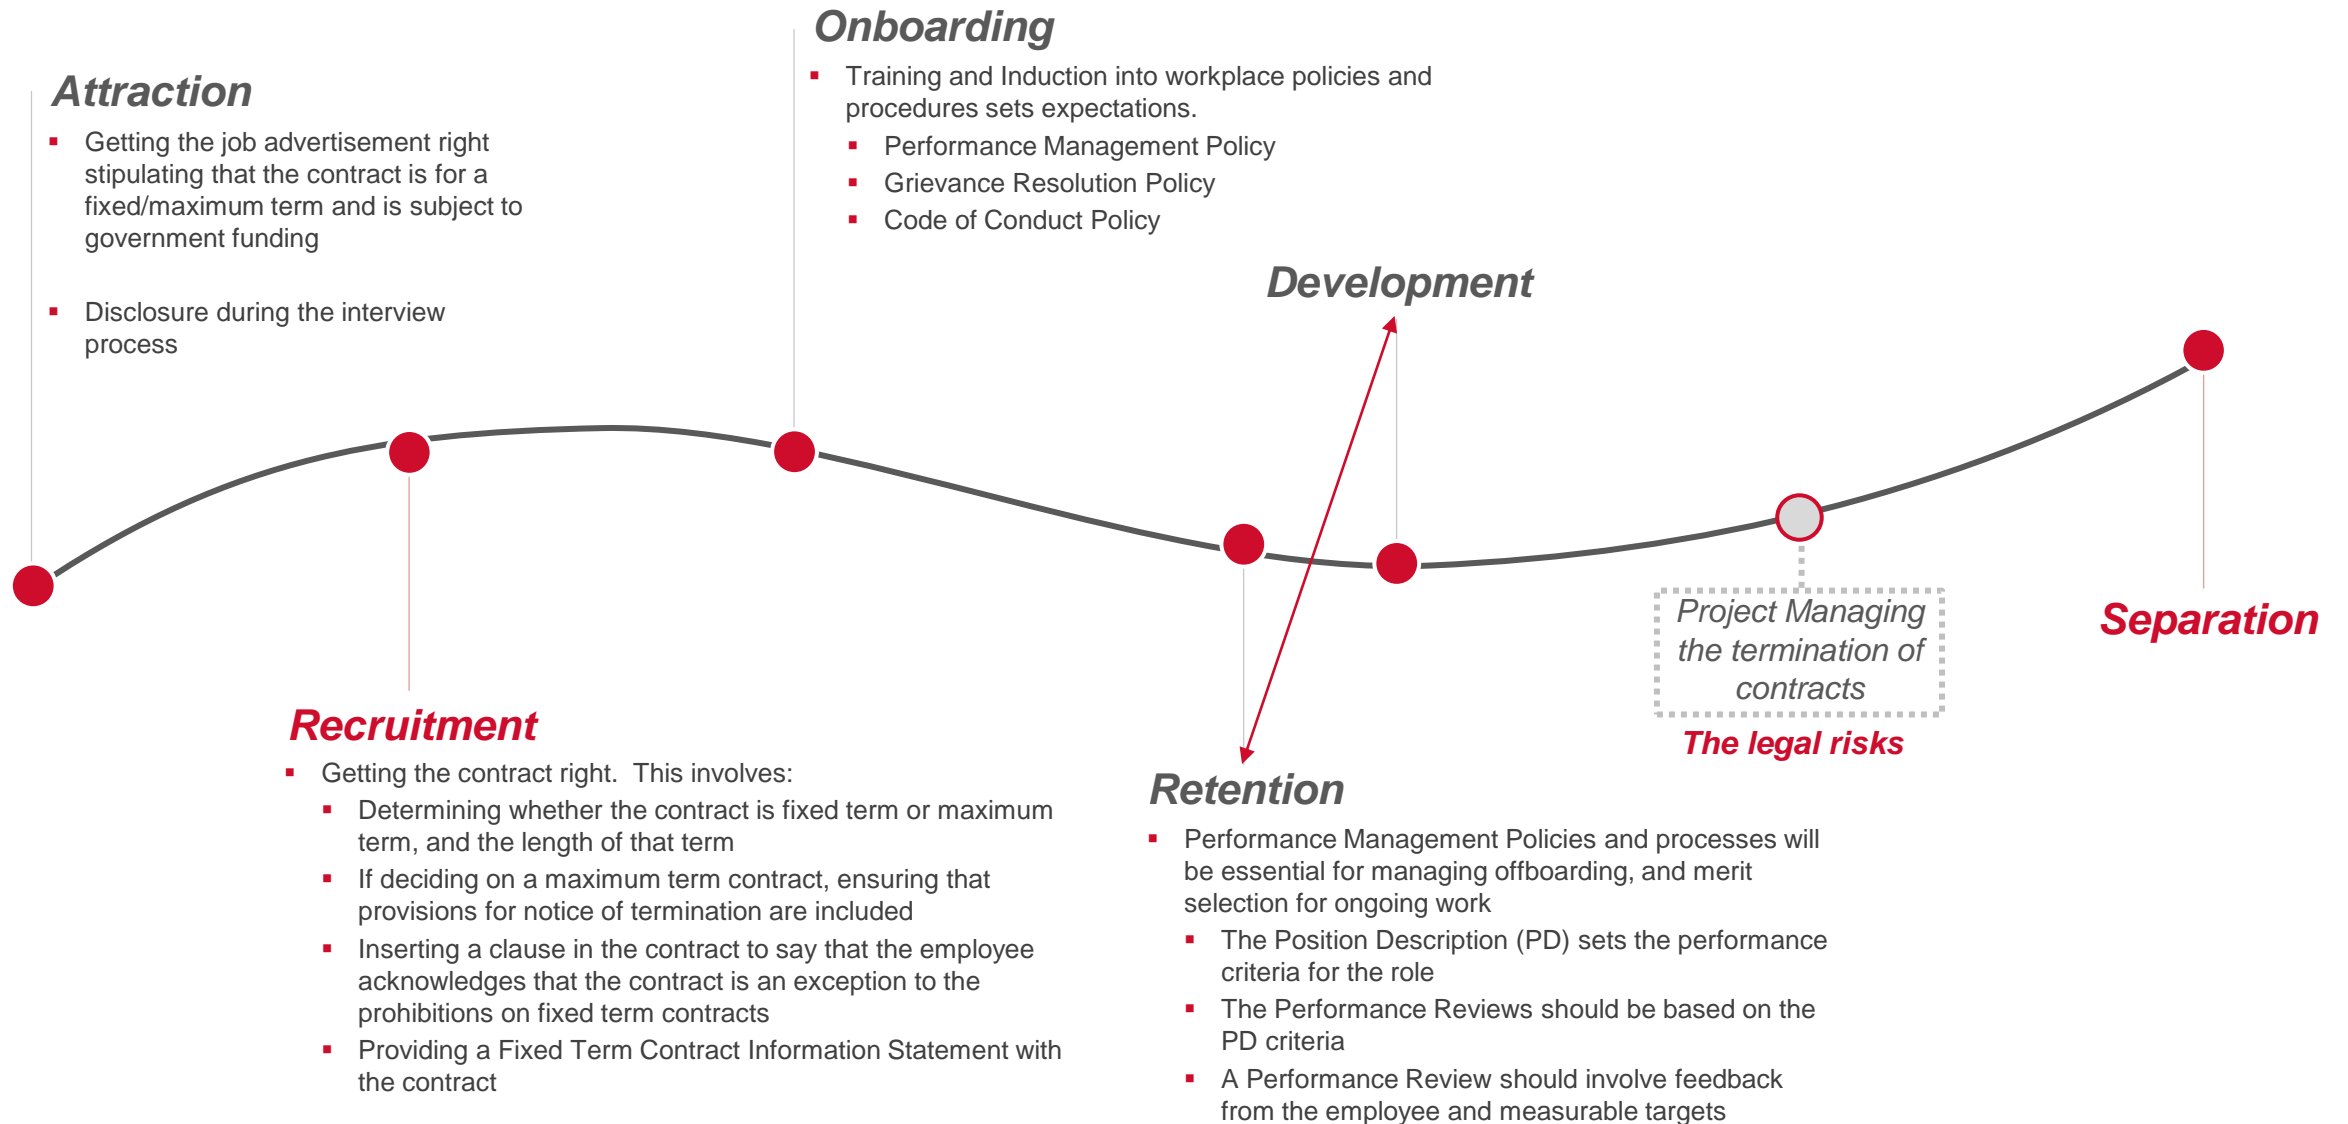 Attraction
Getting the job advertisement right
stipulating that the contract is for a
fixed/maximum term and is subject to
government funding
Disclosure during the interview
process
Onboarding
Training and Induction into workplace policies and
procedures sets expectations.
Performance Management Policy
Grievance Resolution Policy
Code of Conduct Policy
Development
Recruitment
Getting the contract right.  This involves:
Determining whether the contract is fixed term or maximum
term, and the length of that term
If deciding on a maximum term contract, ensuring that
provisions for notice of termination are included
Inserting a clause in the contract to say that the employee
acknowledges that the contract is an exception to the
prohibitions on fixed term contracts
Providing a Fixed Term Contract Information Statement with
the contract
Retention
Performance Management Policies and processes will
be essential for managing offboarding, and merit
selection for ongoing work
The Position Description (PD) sets the performance
criteria for the role
The Performance Reviews should be based on the
PD criteria
A Performance Review should involve feedback
from the employee and measurable targets
Project Managing
the termination of
contracts
The legal risks
Separation